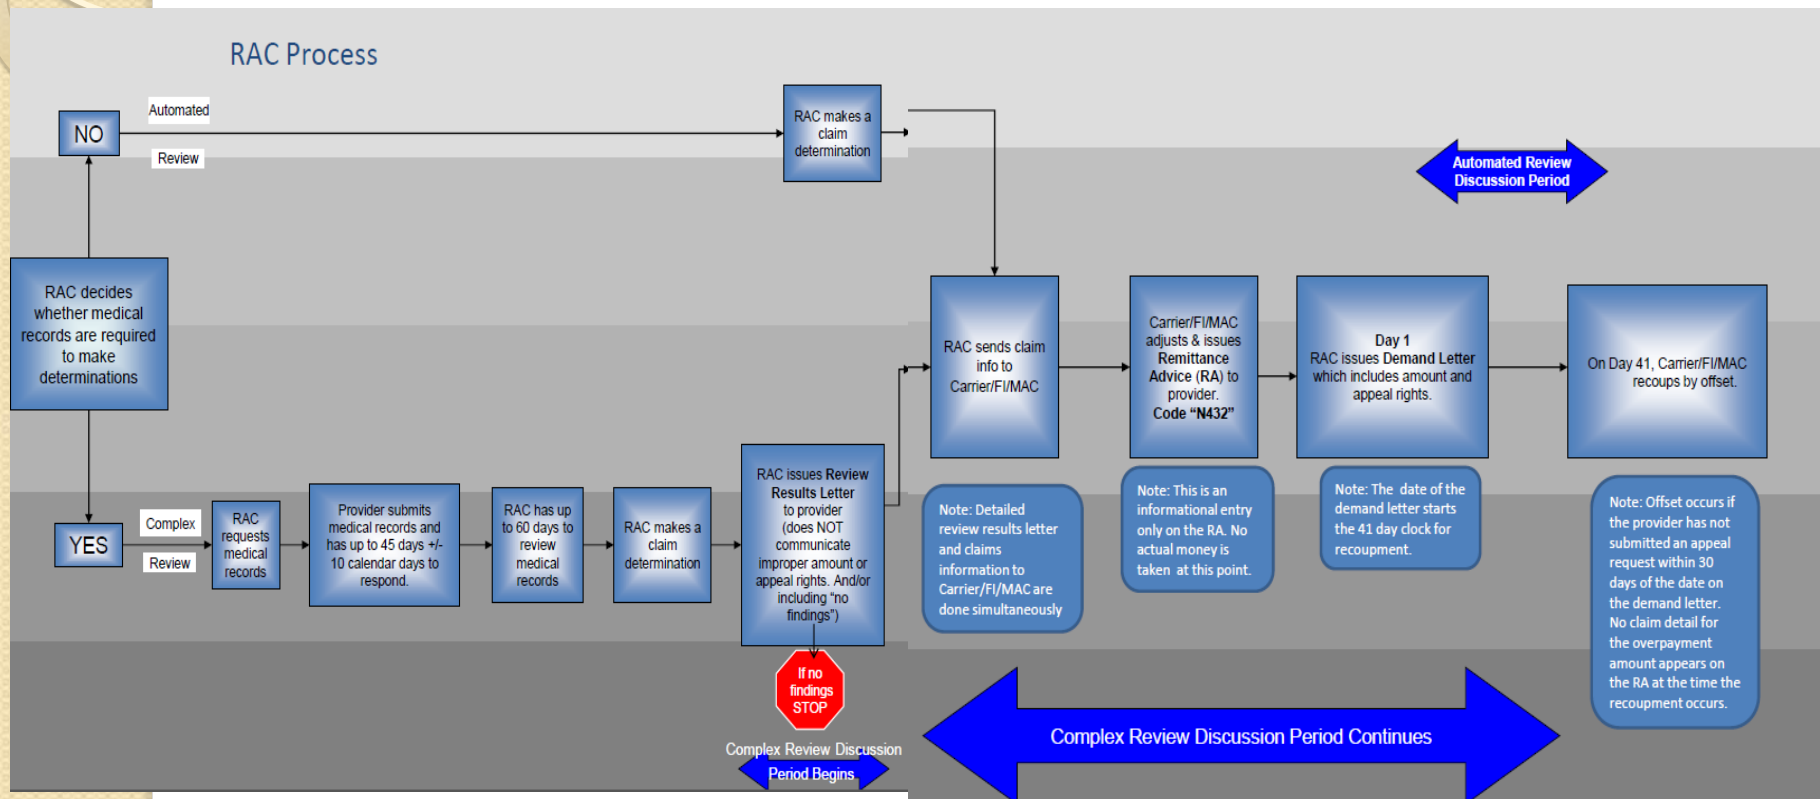 RAC Process
Automated
NO
Review
RAC makes a
claim
determination
Automated Review
Discussion Period
RAC decides
whether medical
records are required
to make
determinations
YES
Complex
Review
RAC
requests
medical
records
Provider submits
medical records and
has up to 45 days +/-
10 calendar days to
respond.
RAC has up
to 60 days to
review
medical
records
RAC makes a
claim
determination
RAC issues Review
Results Letter
to provider
(does NOT
communicate
improper amount or
appeal rights. And/or
including “no
findings”)
If no
findings
STOP
Complex Review Discussion
Period Begins
RAC sends claim
info to
Carrier/FI/MAC
Note: Detailed
review results letter
and claims
information to
Carrier/FI/MAC are
done simultaneously
Carrier/FI/MAC
adjusts & issues
Remittance
Advice (RA) to
provider.
Code “N432”
Note: This is an
informational entry
only on the RA. No
actual money is
taken at this point.
Day 1
RAC issues Demand Letter
which includes amount and
appeal rights.
Note: The date of the
demand letter starts
the 41 day clock for
recoupment.
On Day 41, Carrier/FI/MAC
recoups by offset.
Note: Offset occurs if
the provider has not
submitted an appeal
request within 30
days of the date on
the demand letter.
No claim detail for
the overpayment
amount appears on
the RA at the time the
recoupment occurs.
Complex Review Discussion Period Continues